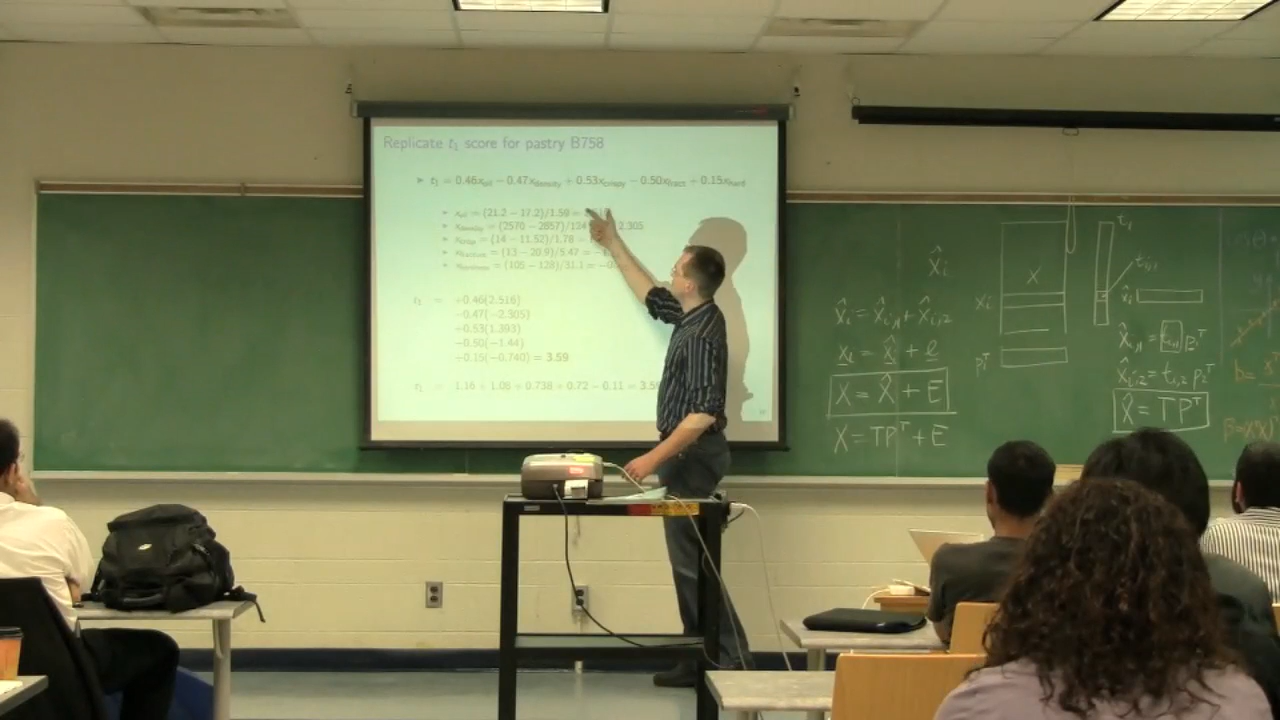 Replicate t₁ score for pastry B758
► t₁ = 0.46x_oil − 0.47x_density + 0.53x_crispy − 0.50x_fract + 0.15x_hard
► x_oil = (21.2 − 17.2)/1.59 =
► x_density = (2570 − 2857)/124 2.305
► x_crisp = (14 − 11.52)/1.78 =
► x_fracture = (13 − 20.9)/5.47 =
► x_hardness = (105 − 128)/31.1 =
t₁ = +0.46(2.516)
−0.47(−2.305)
−0.53(1.393)
−0.50(−1.44)
−0.15(−0.740) = 3.59
t₁ = 1.16 + 1.08 + 0.738 + 0.72 − 0.11 = 3.59
x̂ᵢ
x̂ᵢ = x̂ᵢ,₁ + x̂ᵢ,₂
xᵢ = x̂ᵢ + e
X = X̂ + E
X = TPᵀ + E
X
xᵢ
pᵀ
t₁
tᵢ,₁
x̂ᵢ
x̂ᵢ,₁ = tᵢ,₁ p₁ᵀ
x̂ᵢ,₂ = tᵢ,₂ p₂ᵀ
X̂ = TPᵀ